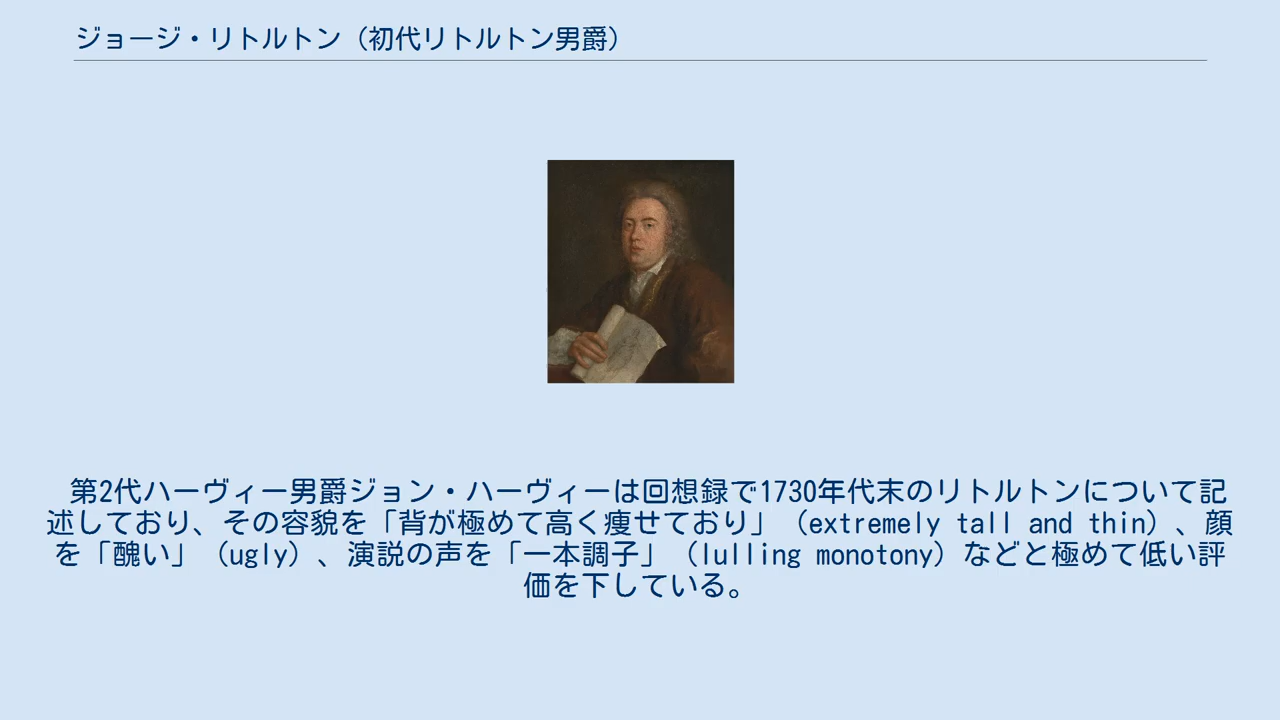 ジョージ・リトルトン（初代リトルトン男爵）
第2代ハーヴィー男爵ジョン・ハーヴィーは回想録で1730年代末のリトルトンについて記
述しており、その容貌を「背が極めて高く痩せており」（extremely tall and thin）、顔
を「醜い」（ugly）、演説の声を「一本調子」（lulling monotony）などと極めて低い評
価を下している。